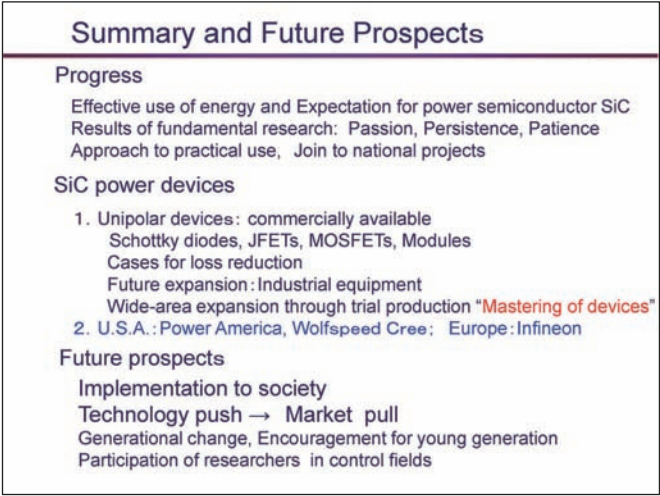 Summary and Future Prospects
Progress
Effective use of energy and Expectation for power semiconductor SiC
Results of fundamental research: Passion, Persistence, Patience
Approach to practical use, Join to national projects
SiC power devices
1. Unipolar devices: commercially available
Schottky diodes, JFETs, MOSFETs, Modules
Cases for loss reduction
Future expansion:Industrial equipment
Wide-area expansion through trial production “Mastering of devices”
2. U.S.A.:Power America, Wolfspeed Cree; Europe:Infineon
Future prospects
Implementation to society
Technology push → Market pull
Generational change, Encouragement for young generation
Participation of researchers in control fields